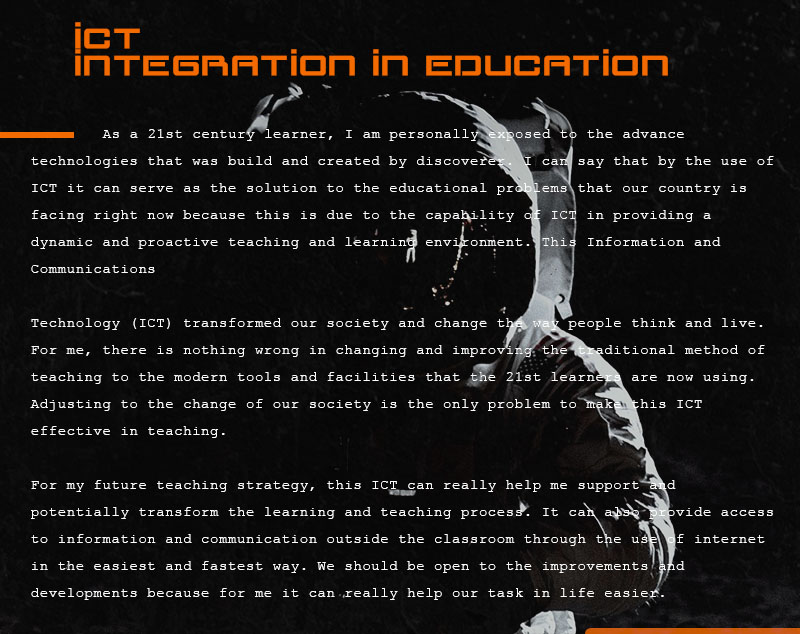 ICT
INTEGRATION IN EDUCATION
As a 21st century learner, I am personally exposed to the advance
technologies that was build and created by discoverer. I can say that by the use of
ICT it can serve as the solution to the educational problems that our country is
facing right now because this is due to the capability of ICT in providing a
dynamic and proactive teaching and learning environment. This Information and
Communications
Technology (ICT) transformed our society and change the way people think and live.
For me, there is nothing wrong in changing and improving the traditional method of
teaching to the modern tools and facilities that the 21st learners are now using.
Adjusting to the change of our society is the only problem to make this ICT
effective in teaching.
For my future teaching strategy, this ICT can really help me support and
potentially transform the learning and teaching process. It can also provide access
to information and communication outside the classroom through the use of internet
in the easiest and fastest way. We should be open to the improvements and
developments because for me it can really help our task in life easier.